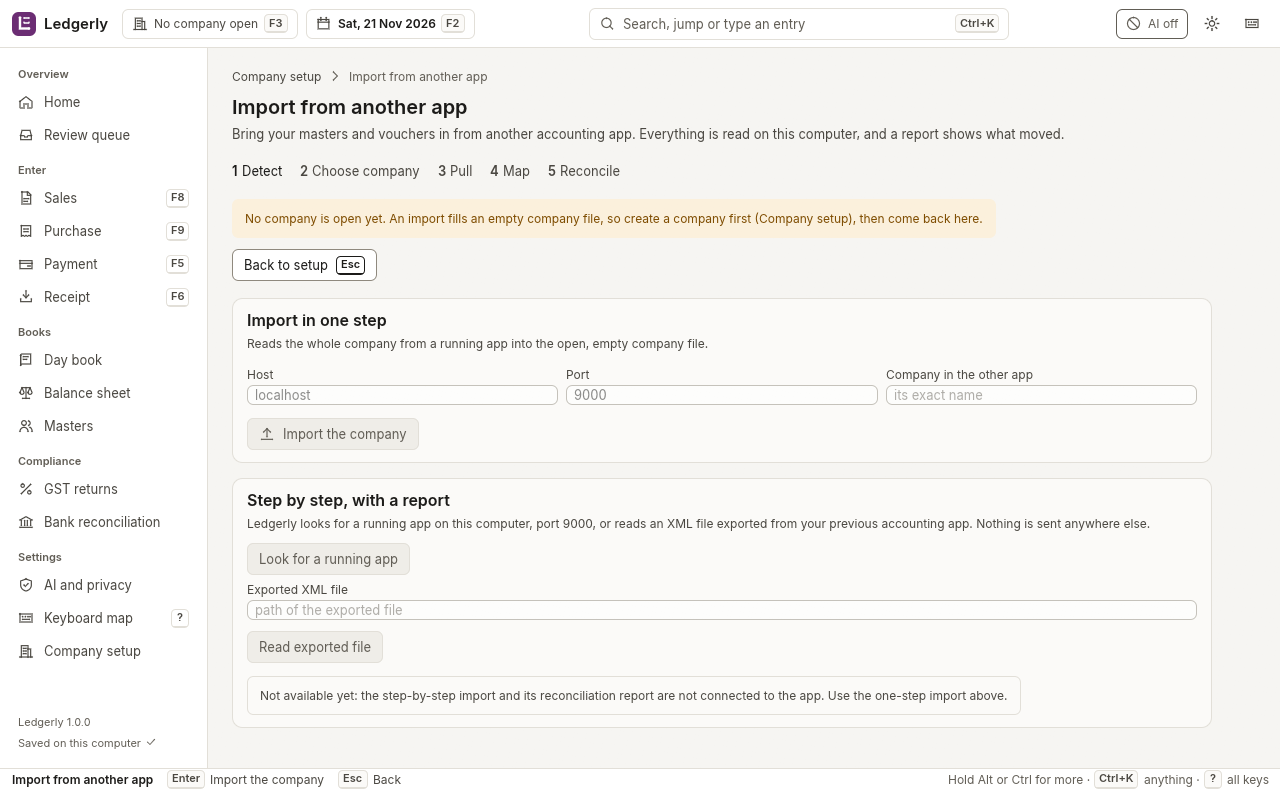 Ledgerly
No company open F3
Sat, 21 Nov 2026 F2
Search, jump or type an entry Ctrl+K
AI off
Overview
Home
Review queue
Enter
Sales F8
Purchase F9
Payment F5
Receipt F6
Books
Day book
Balance sheet
Masters
Compliance
GST returns
Bank reconciliation
Settings
AI and privacy
Keyboard map ?
Company setup
Ledgerly 1.0.0
Saved on this computer
Company setup > Import from another app
Import from another app
Bring your masters and vouchers in from another accounting app. Everything is read on this computer, and a report shows what moved.
1 Detect 2 Choose company 3 Pull 4 Map 5 Reconcile
No company is open yet. An import fills an empty company file, so create a company first (Company setup), then come back here.
Back to setup Esc
Import in one step
Reads the whole company from a running app into the open, empty company file.
Host Port Company in the other app
localhost 9000 its exact name
Import the company
Step by step, with a report
Ledgerly looks for a running app on this computer, port 9000, or reads an XML file exported from your previous accounting app. Nothing is sent anywhere else.
Look for a running app
Exported XML file
path of the exported file
Read exported file
Not available yet: the step-by-step import and its reconciliation report are not connected to the app. Use the one-step import above.
Import from another app Enter Import the company Esc Back
Hold Alt or Ctrl for more · Ctrl+K anything · ? all keys